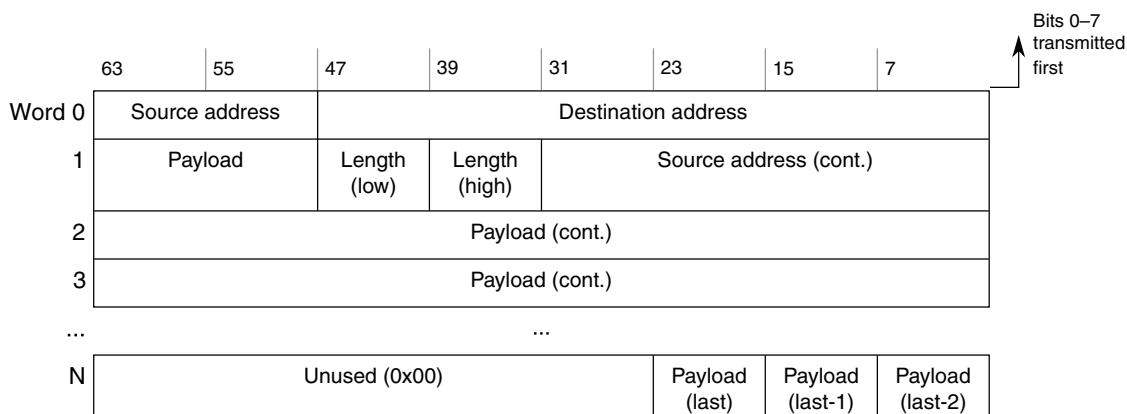 Bits 0–7
transmitted
first
63 55 47 39 31 23 15 7
Word 0 Source address Destination address
1 Payload Length (low) Length (high) Source address (cont.)
2 Payload (cont.)
3 Payload (cont.)
... ...
N Unused (0x00) Payload (last) Payload (last-1) Payload (last-2)